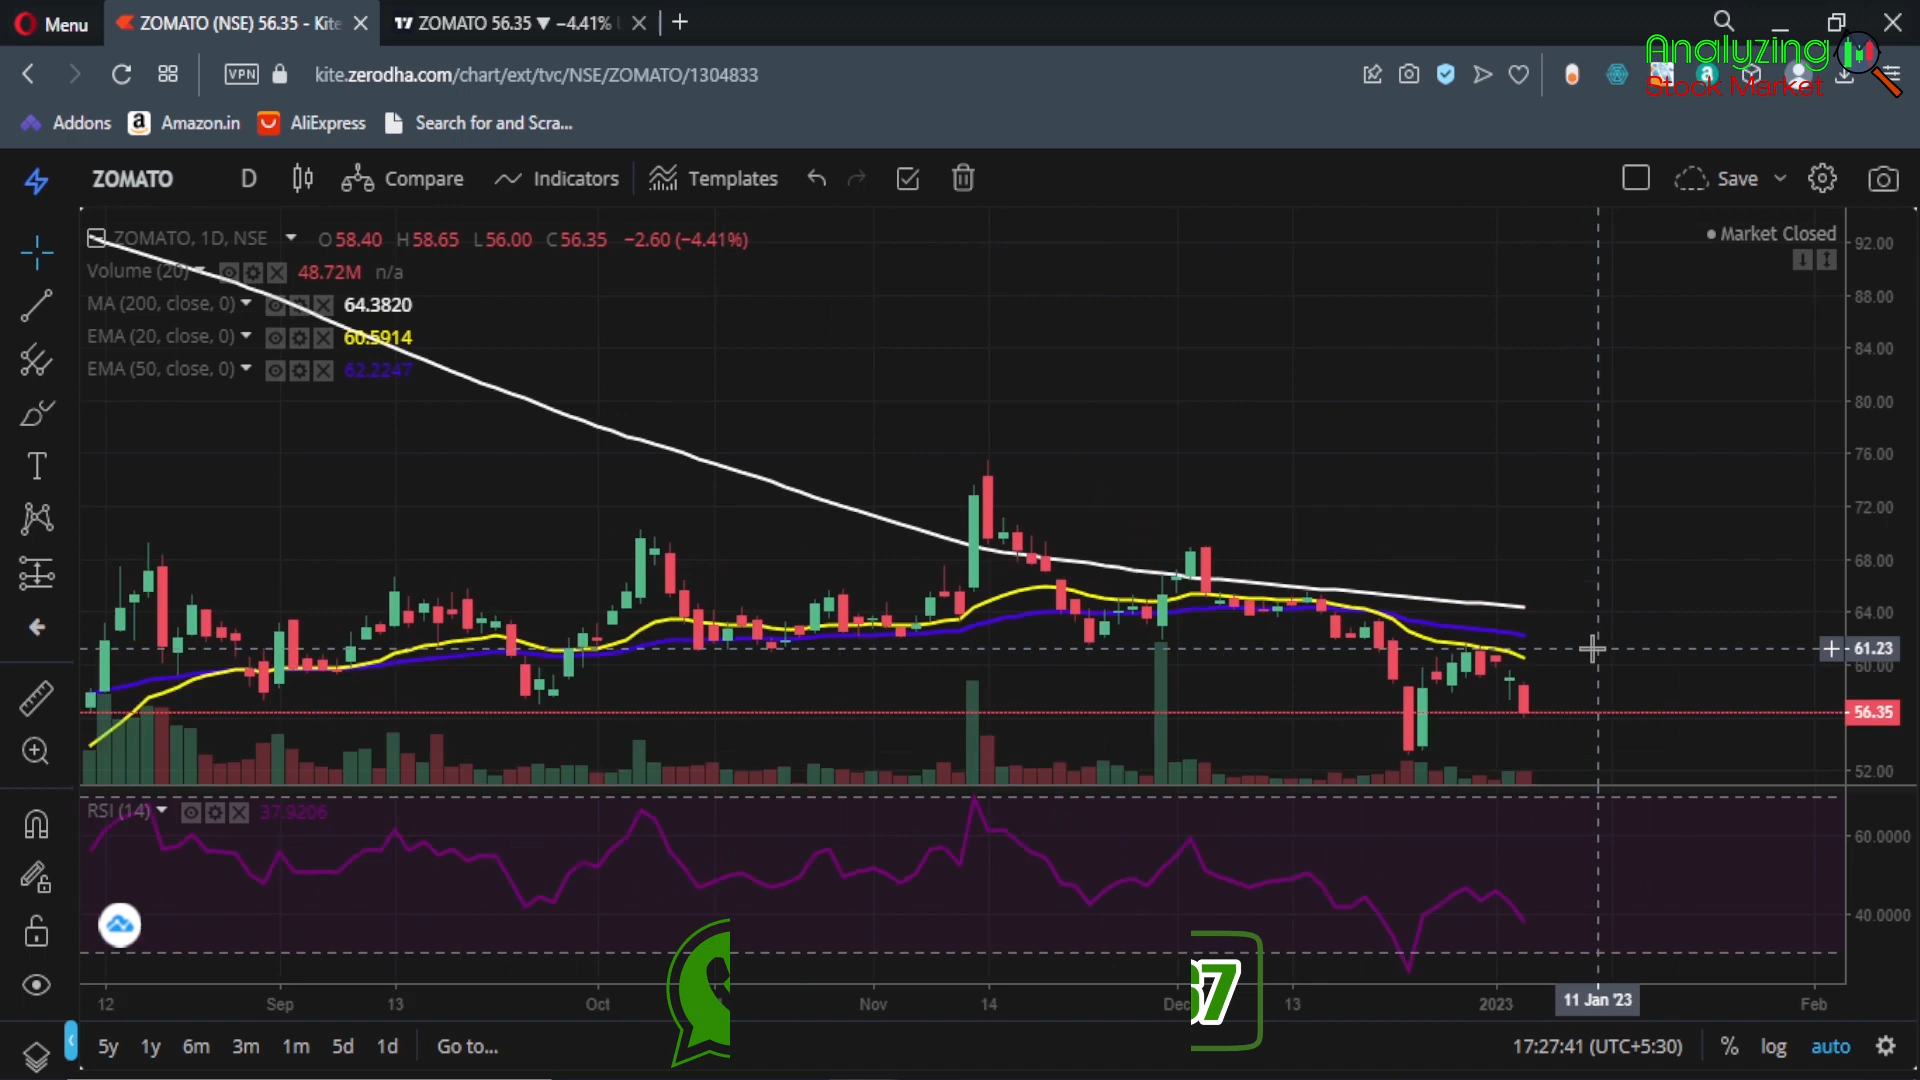 Menu
ZOMATO (NSE) 56.35 - Kite
ZOMATO 56.35 ▼ −4.41%
VPN
kite.zerodha.com/chart/ext/tvc/NSE/ZOMATO/1304833
Analyzing
Stock Market
Addons
Amazon.in
AliExpress
Search for and Scra...
ZOMATO
D
Compare
Indicators
Templates
Save
ZOMATO, 1D, NSE
O58.40 H58.65 L56.00 C56.35 −2.60 (−4.41%)
Market Closed
Volume (20)
48.72M n/a
MA (200, close, 0)
64.3820
EMA (20, close, 0)
60.5914
EMA (50, close, 0)
62.2247
92.00
88.00
84.00
80.00
76.00
72.00
68.00
64.00
61.23
60.00
56.35
52.00
RSI (14)
37.9206
60.0000
40.0000
37
12
Sep
13
Oct
Nov
14
Dec
13
2023
11 Jan '23
Feb
5y
1y
6m
3m
1m
5d
1d
Go to...
17:27:41 (UTC+5:30)
%
log
auto